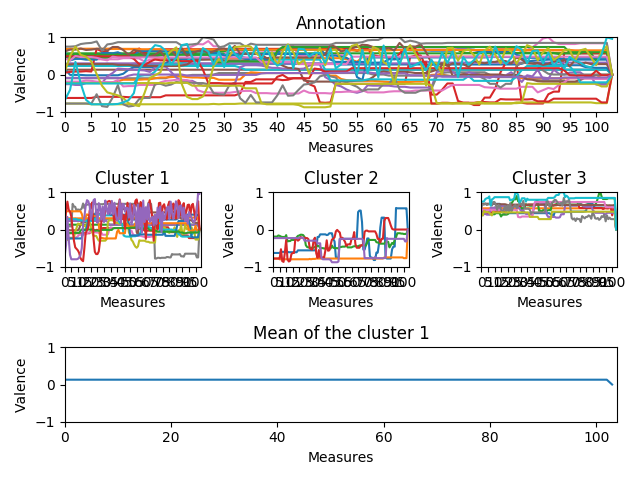 Annotation
Valence
1
0
−1
0 5 10 15 20 25 30 35 40 45 50 55 60 65 70 75 80 85 90 95 100
Measures
Cluster 1
Cluster 2
Cluster 3
Valence
1
0
−1
Valence
1
0
−1
Valence
1
0
−1
Measures
Measures
Measures
Mean of the cluster 1
Valence
1
0
−1
0 20 40 60 80 100
Measures